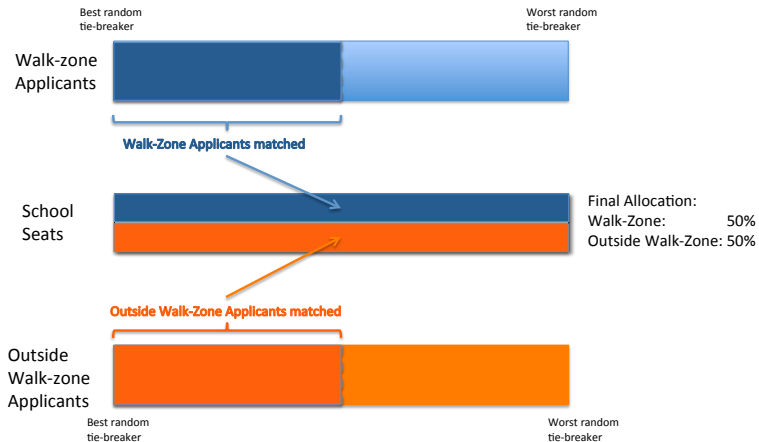 Best random
tie-breaker
Worst random
tie-breaker
Walk-zone
Applicants
Walk-Zone Applicants matched
School
Seats
Final Allocation:
Walk-Zone: 50%
Outside Walk-Zone: 50%
Outside Walk-Zone Applicants matched
Outside
Walk-zone
Applicants
Best random
tie-breaker
Worst random
tie-breaker